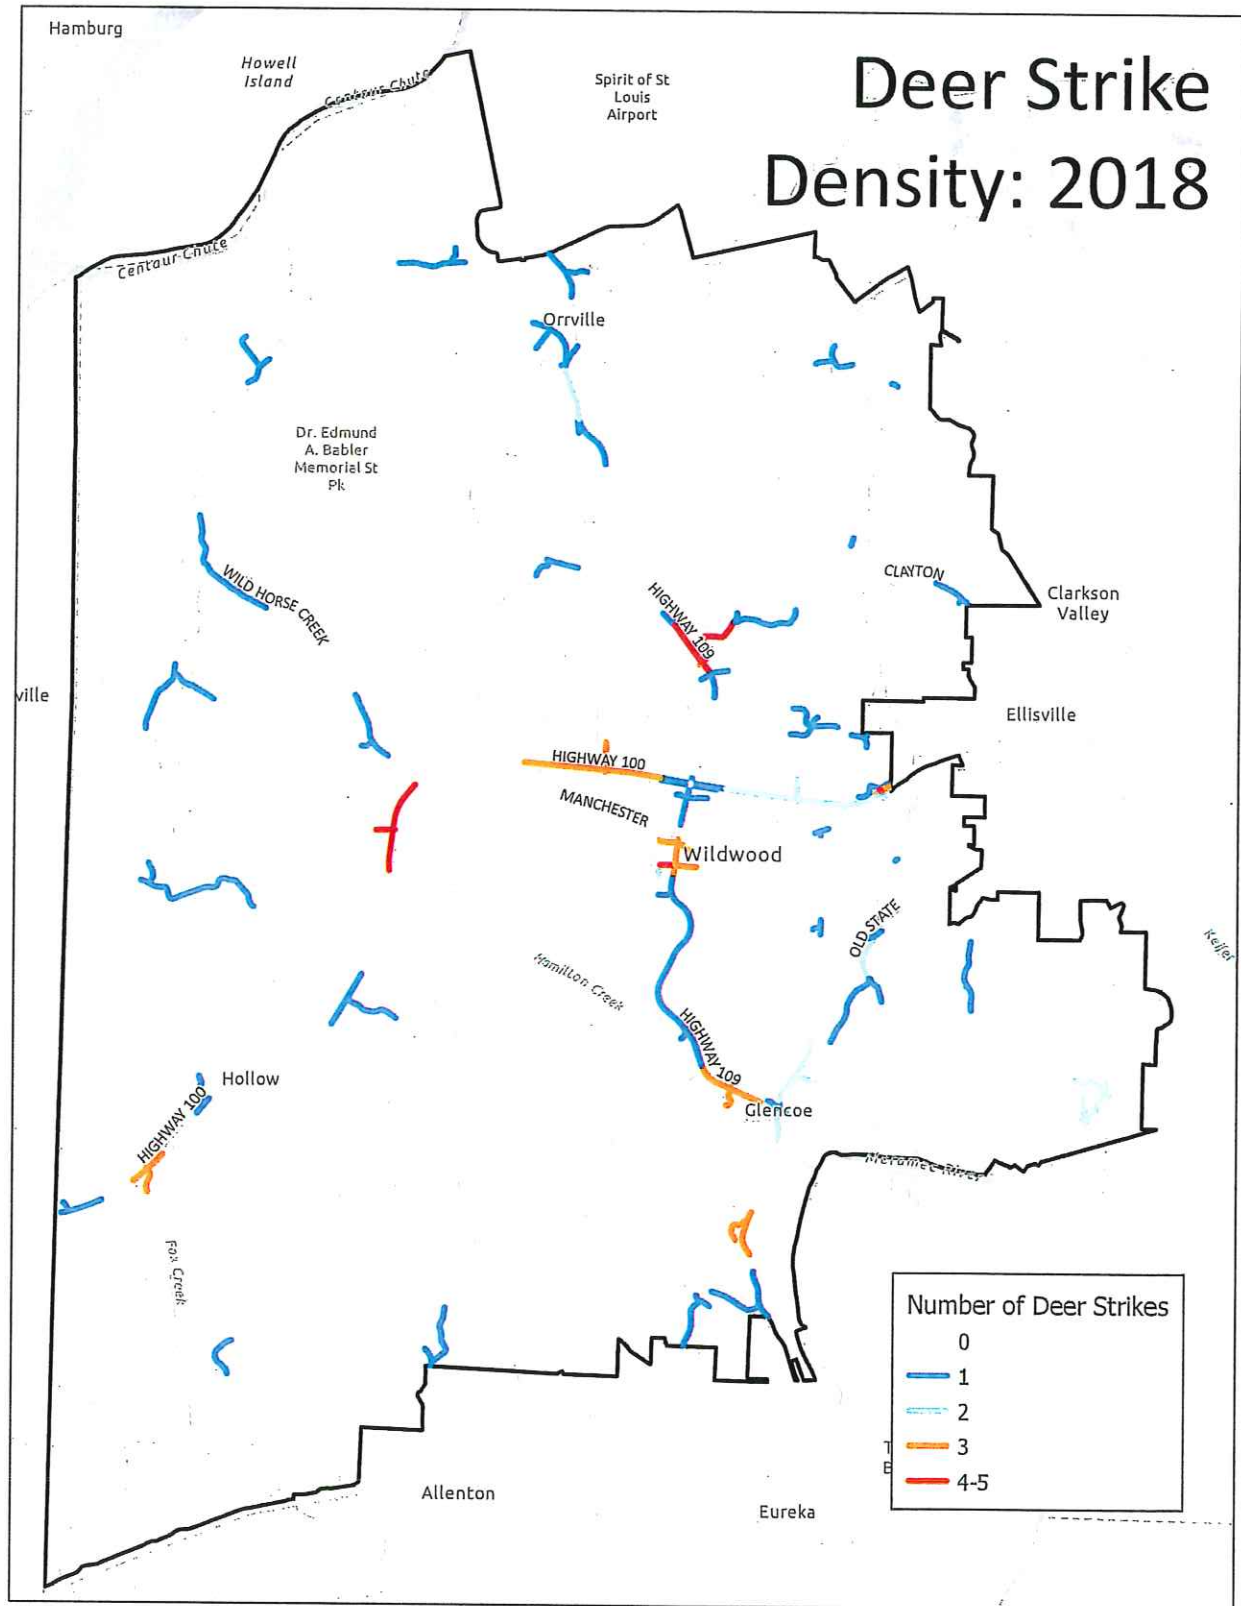 Hamburg
Howell
Island
Centaur Chute
Spirit of St
Louis
Airport
Deer Strike
Density: 2018
Centaur Chute
Orrville
Dr. Edmund
A. Babler
Memorial St
Pk
WILD HORSE CREEK
CLAYTON
Clarkson
Valley
HIGHWAY 109
ville
Ellisville
HIGHWAY 100
MANCHESTER
Wildwood
OLD STATE
Keifer
Hamilton Creek
HIGHWAY 109
Hollow
HIGHWAY 100
Glencoe
Meramec River
Fox Creek
Number of Deer Strikes
0
1
2
3
4-5
T
B
Allenton
Eureka